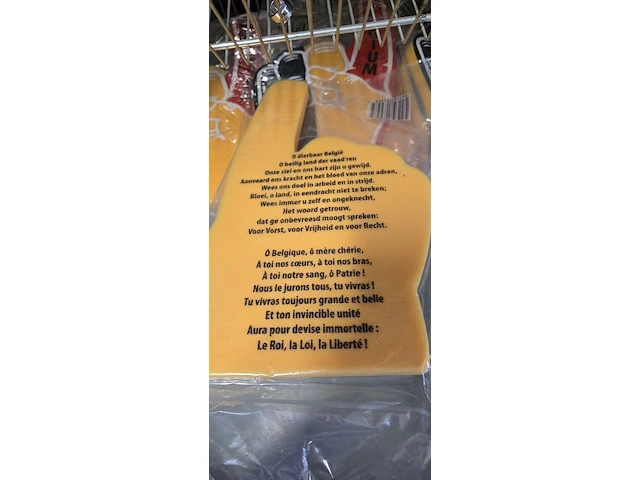 IUM
O dierbaar België
O heilig land der vaad'ren
Onze ziel en ons hart zijn u gewijd.
Aanvaard ons kracht en het bloed van onze adren,
Wees ons doel in arbeid en in strijd.
Bloei, o land, in eendracht niet te breken;
Wees immer u zelf en ongeknecht,
Het woord getrouw,
dat ge onbevreesd moogt spreken:
Voor Vorst, voor Vrijheid en voor Recht.
Ô Belgique, ô mère chérie,
À toi nos cœurs, à toi nos bras,
À toi notre sang, ô Patrie !
Nous le jurons tous, tu vivras !
Tu vivras toujours grande et belle
Et ton invincible unité
Aura pour devise immortelle :
Le Roi, la Loi, la Liberté !